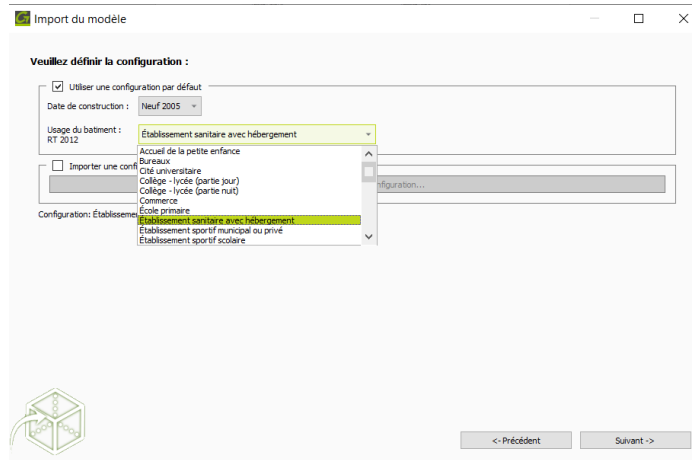 Import du modèle
Veuillez définir la configuration :
Utiliser une configuration par défaut
Date de construction : Neuf 2005
Usage du batiment :
RT 2012
Établissement sanitaire avec hébergement
Accueil de la petite enfance
Bureaux
Cité universitaire
Collège - lycée (partie jour)
Collège - lycée (partie nuit)
Commerce
École primaire
Établissement sanitaire avec hébergement
Établissement sportif municipal ou privé
Établissement sportif scolaire
Importer une confi
nfiguration...
Configuration: Établisseme
<- Précédent
Suivant ->